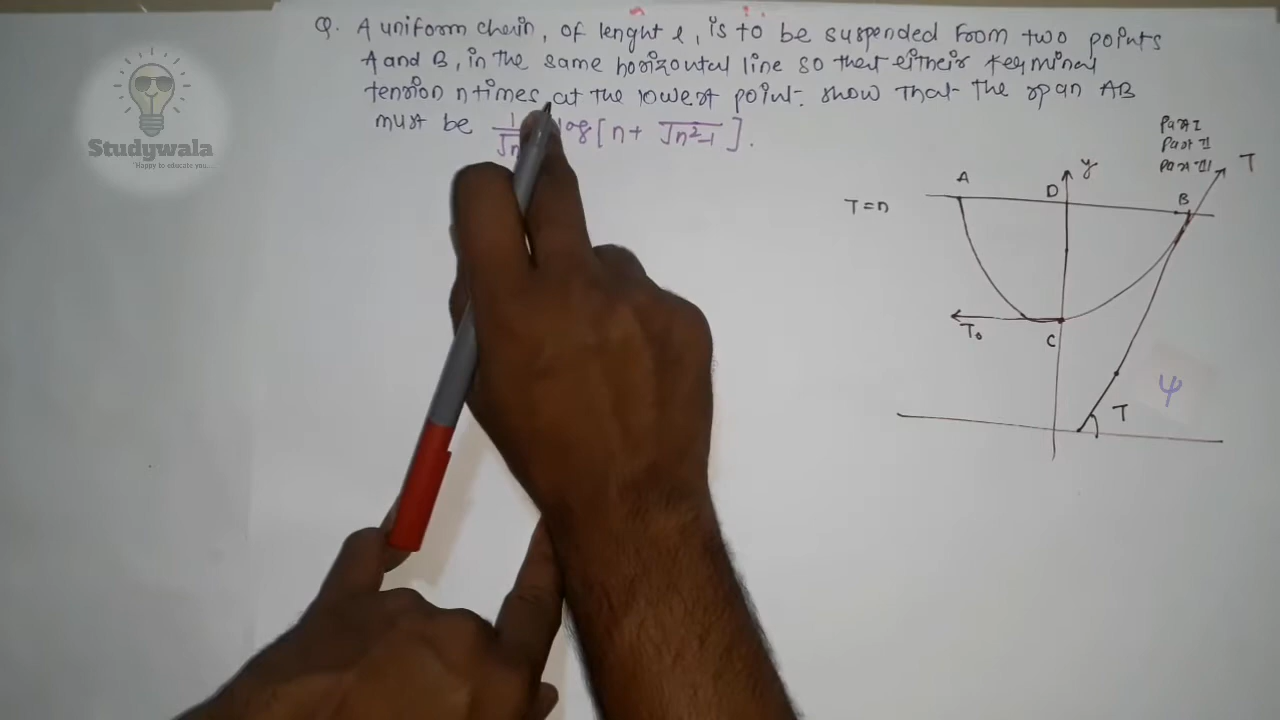 Q. A uniform chain, of lenght l, is to be suspended from two points
A and B, in the same horizontal line so that either terminal
tension n times at the lowest point. show that the span AB
must be 1/√n log[n+ √n²-1].
Studywala
"Happy to educate you....
Part I
Part II
Part III
T
y
A
D
B
T = n
T₀
C
ψ
T